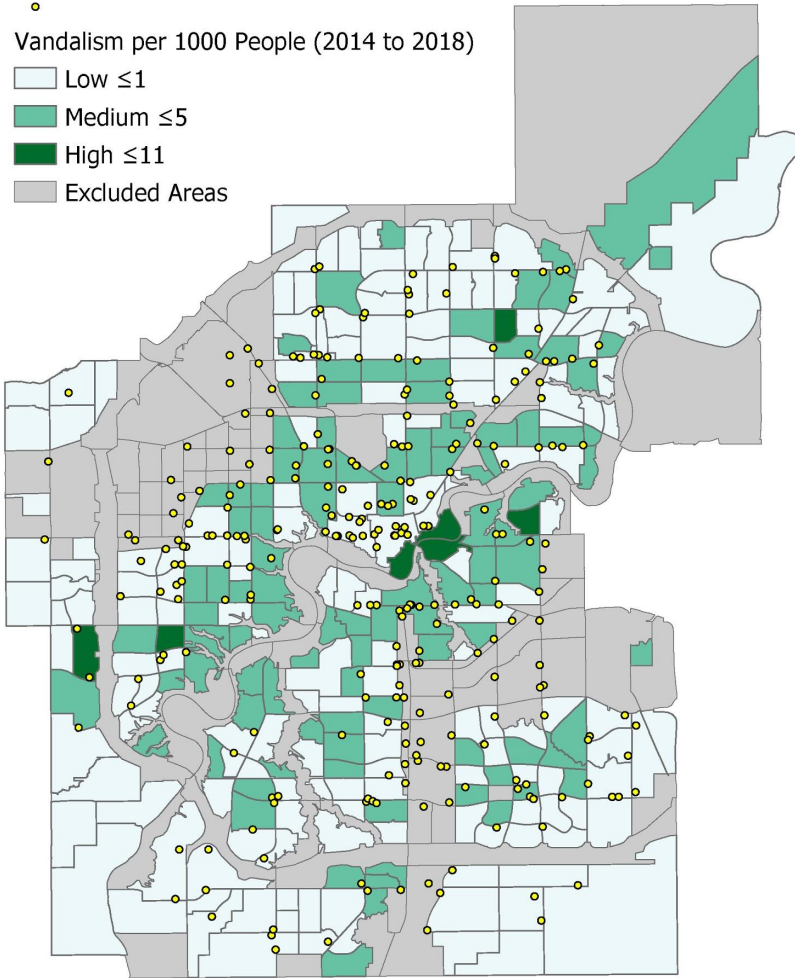 Vandalism per 1000 People (2014 to 2018)
Low ≤1
Medium ≤5
High ≤11
Excluded Areas